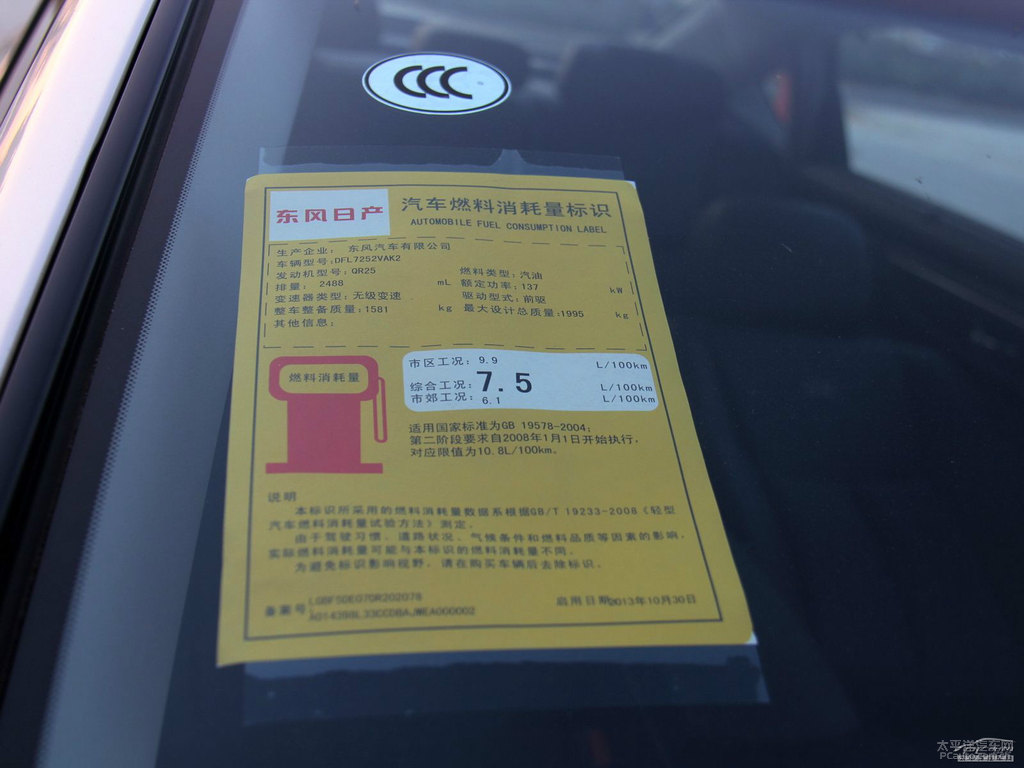 CCC
东风日产
汽车燃料消耗量标识
AUTOMOBILE FUEL CONSUMPTION LABEL
生产企业: 东风汽车有限公司
车辆型号:DFL7252VAK2
发动机型号:QR25 燃料类型:汽油
排量: 2488 mL 额定功率:137 kW
变速器类型:无级变速 驱动型式:前驱
整车整备质量:1581 kg 最大设计总质量:1995 kg
其他信息:
燃料消耗量
市区工况: 9.9 L/100km
综合工况: 7.5 L/100km
市郊工况: 6.1 L/100km
适用国家标准为GB 19578-2004;
第二阶段要求自2008年1月1日开始执行,
对应限值为10.8L/100km。
说明
本标识所采用的燃料消耗量数据系根据GB/T 19233-2008《轻型
汽车燃料消耗量试验方法》测定。
由于驾驶习惯、道路状况、气候条件和燃料品质等因素的影响,
实际燃料消耗量可能与本标识的燃料消耗量不同。
为避免标识影响视野,请在购买车辆后去除标识。
备案号
启用日期 2013年10月30日
太平洋汽车网
PCauto.com.cn